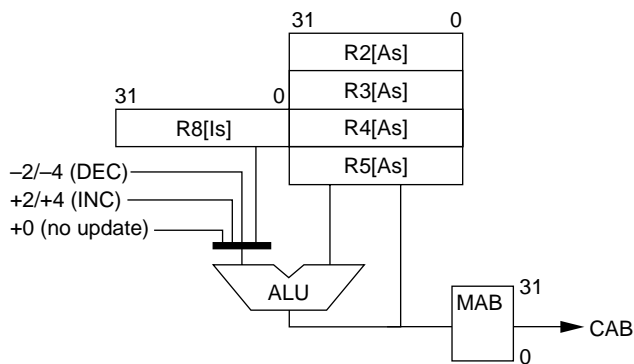 31 0
R2[As]
R3[As]
31 0
R8[Is] R4[As]
R5[As]
–2/–4 (DEC)
+2/+4 (INC)
+0 (no update)
ALU
MAB 31
CAB
0